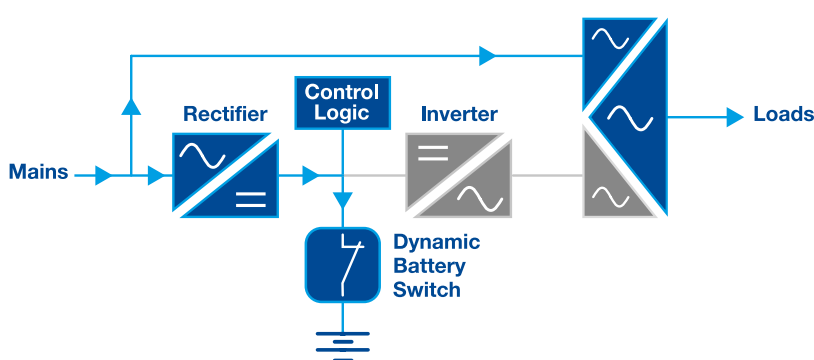 Control
Logic
Rectifier
Inverter
Loads
Mains
Dynamic
Battery
Switch